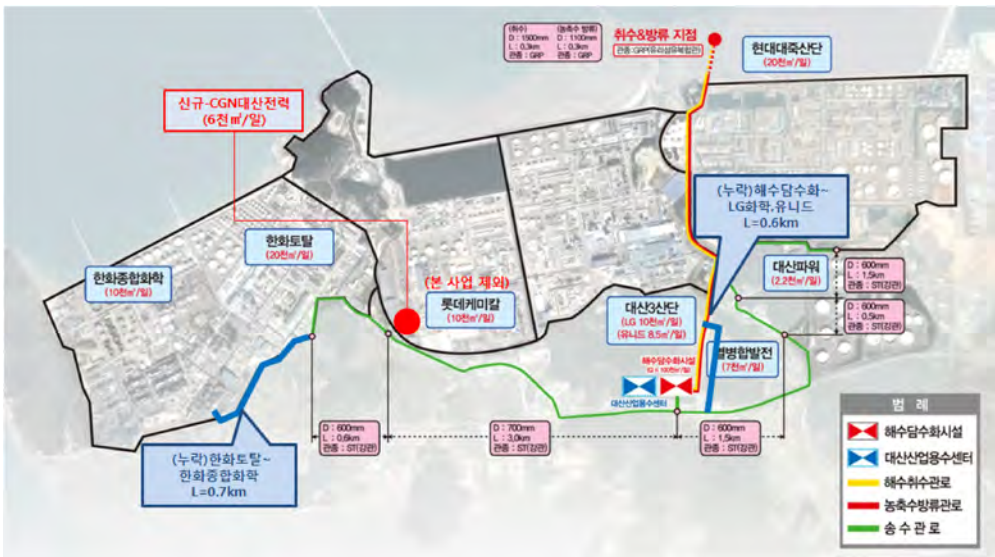 (취수) (농축수 방류)
D : 1500mm D : 1100mm
L : 0.3km L : 0.3km
관종 : GRP 관종 : GRP
취수&방류 지점
관종:GRP(유리섬유복합관)
현대대죽산단
(20천㎥/일)
신규-CGN대산전력
(6천㎥/일)
(누락)해수담수화~
LG화학,유니드
L=0.6km
한화토탈
(20천㎥/일)
한화종합화학
(10천㎥/일)
(본 사업 제외)
롯데케미칼
(10천㎥/일)
대산3산단
(LG 10천㎥/일)
(유니드 8.5㎥/일)
대산파워
(2.2천㎥/일)
D : 600mm
L : 1.5km
관종 : ST(강관)
D : 600mm
L : 0.5km
관종 : ST(강관)
열병합발전
(7천㎥/일)
해수담수화시설
대산산업용수센터
D : 600mm
L : 0.6km
관종 : ST(강관)
D : 700mm
L : 3.0km
관종 : ST(강관)
D : 600mm
L : 1.5km
관종 : ST(강관)
(누락)한화토탈~
한화종합화학
L=0.7km
범 례
해수담수화시설
대산산업용수센터
해수취수관로
농축수방류관로
송수관로